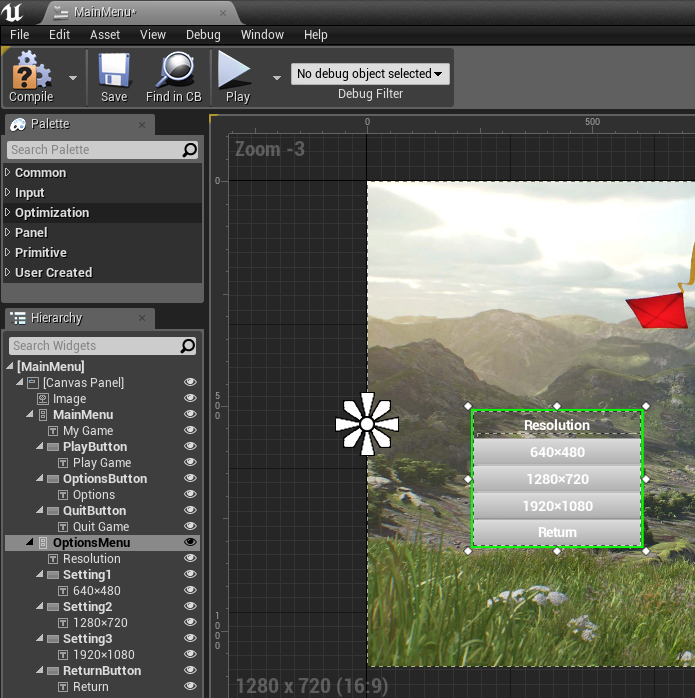 MainMenu*
File Edit Asset View Debug Window Help
Compile Save Find in CB Play
No debug object selected
Debug Filter
Palette
Search Palette
Common
Input
Optimization
Panel
Primitive
User Created
Hierarchy
Search Widgets
[MainMenu]
[Canvas Panel]
Image
MainMenu
My Game
PlayButton
Play Game
OptionsButton
Options
QuitButton
Quit Game
OptionsMenu
Resolution
Setting1
640×480
Setting2
1280×720
Setting3
1920×1080
ReturnButton
Return
0 500
Zoom -3
0
500
1000
Resolution
640×480
1280×720
1920×1080
Return
1280 x 720 (16:9)